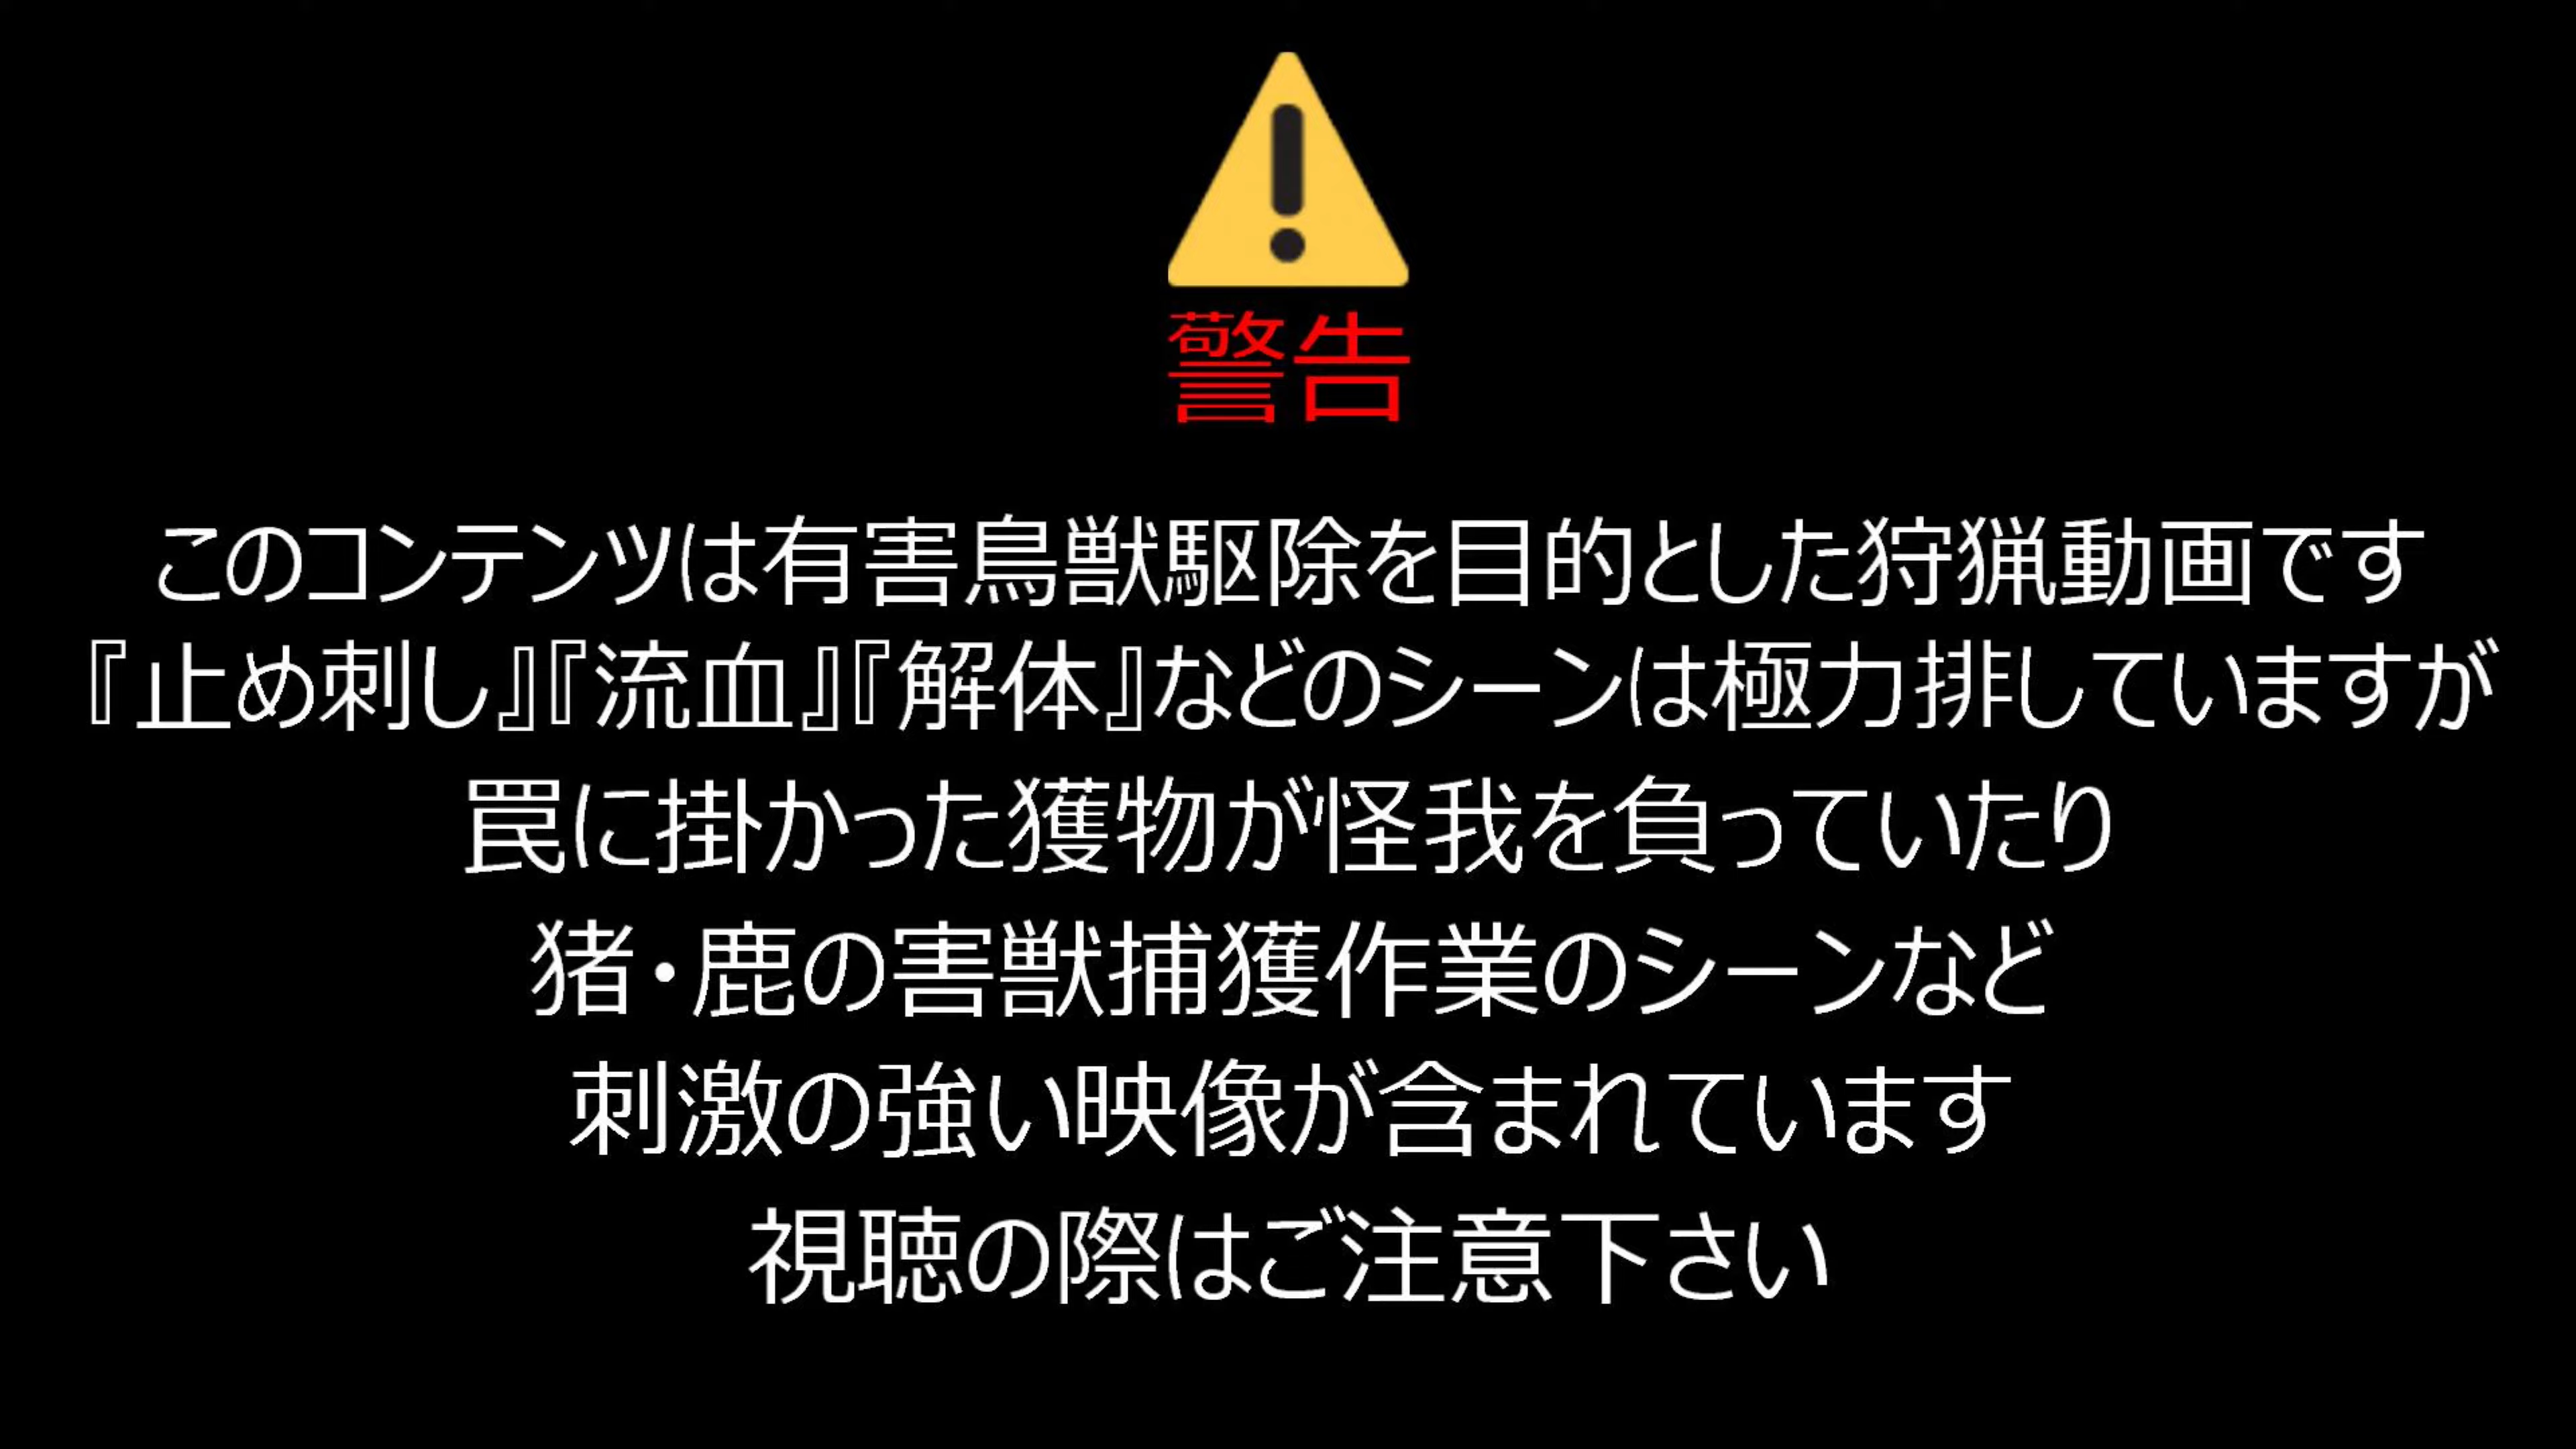 警告
このコンテンツは有害鳥獣駆除を目的とした狩猟動画です
『止め刺し』『流血』『解体』などのシーンは極力排していますが
罠に掛かった獲物が怪我を負っていたり
猪・鹿の害獣捕獲作業のシーンなど
刺激の強い映像が含まれています
視聴の際はご注意下さい